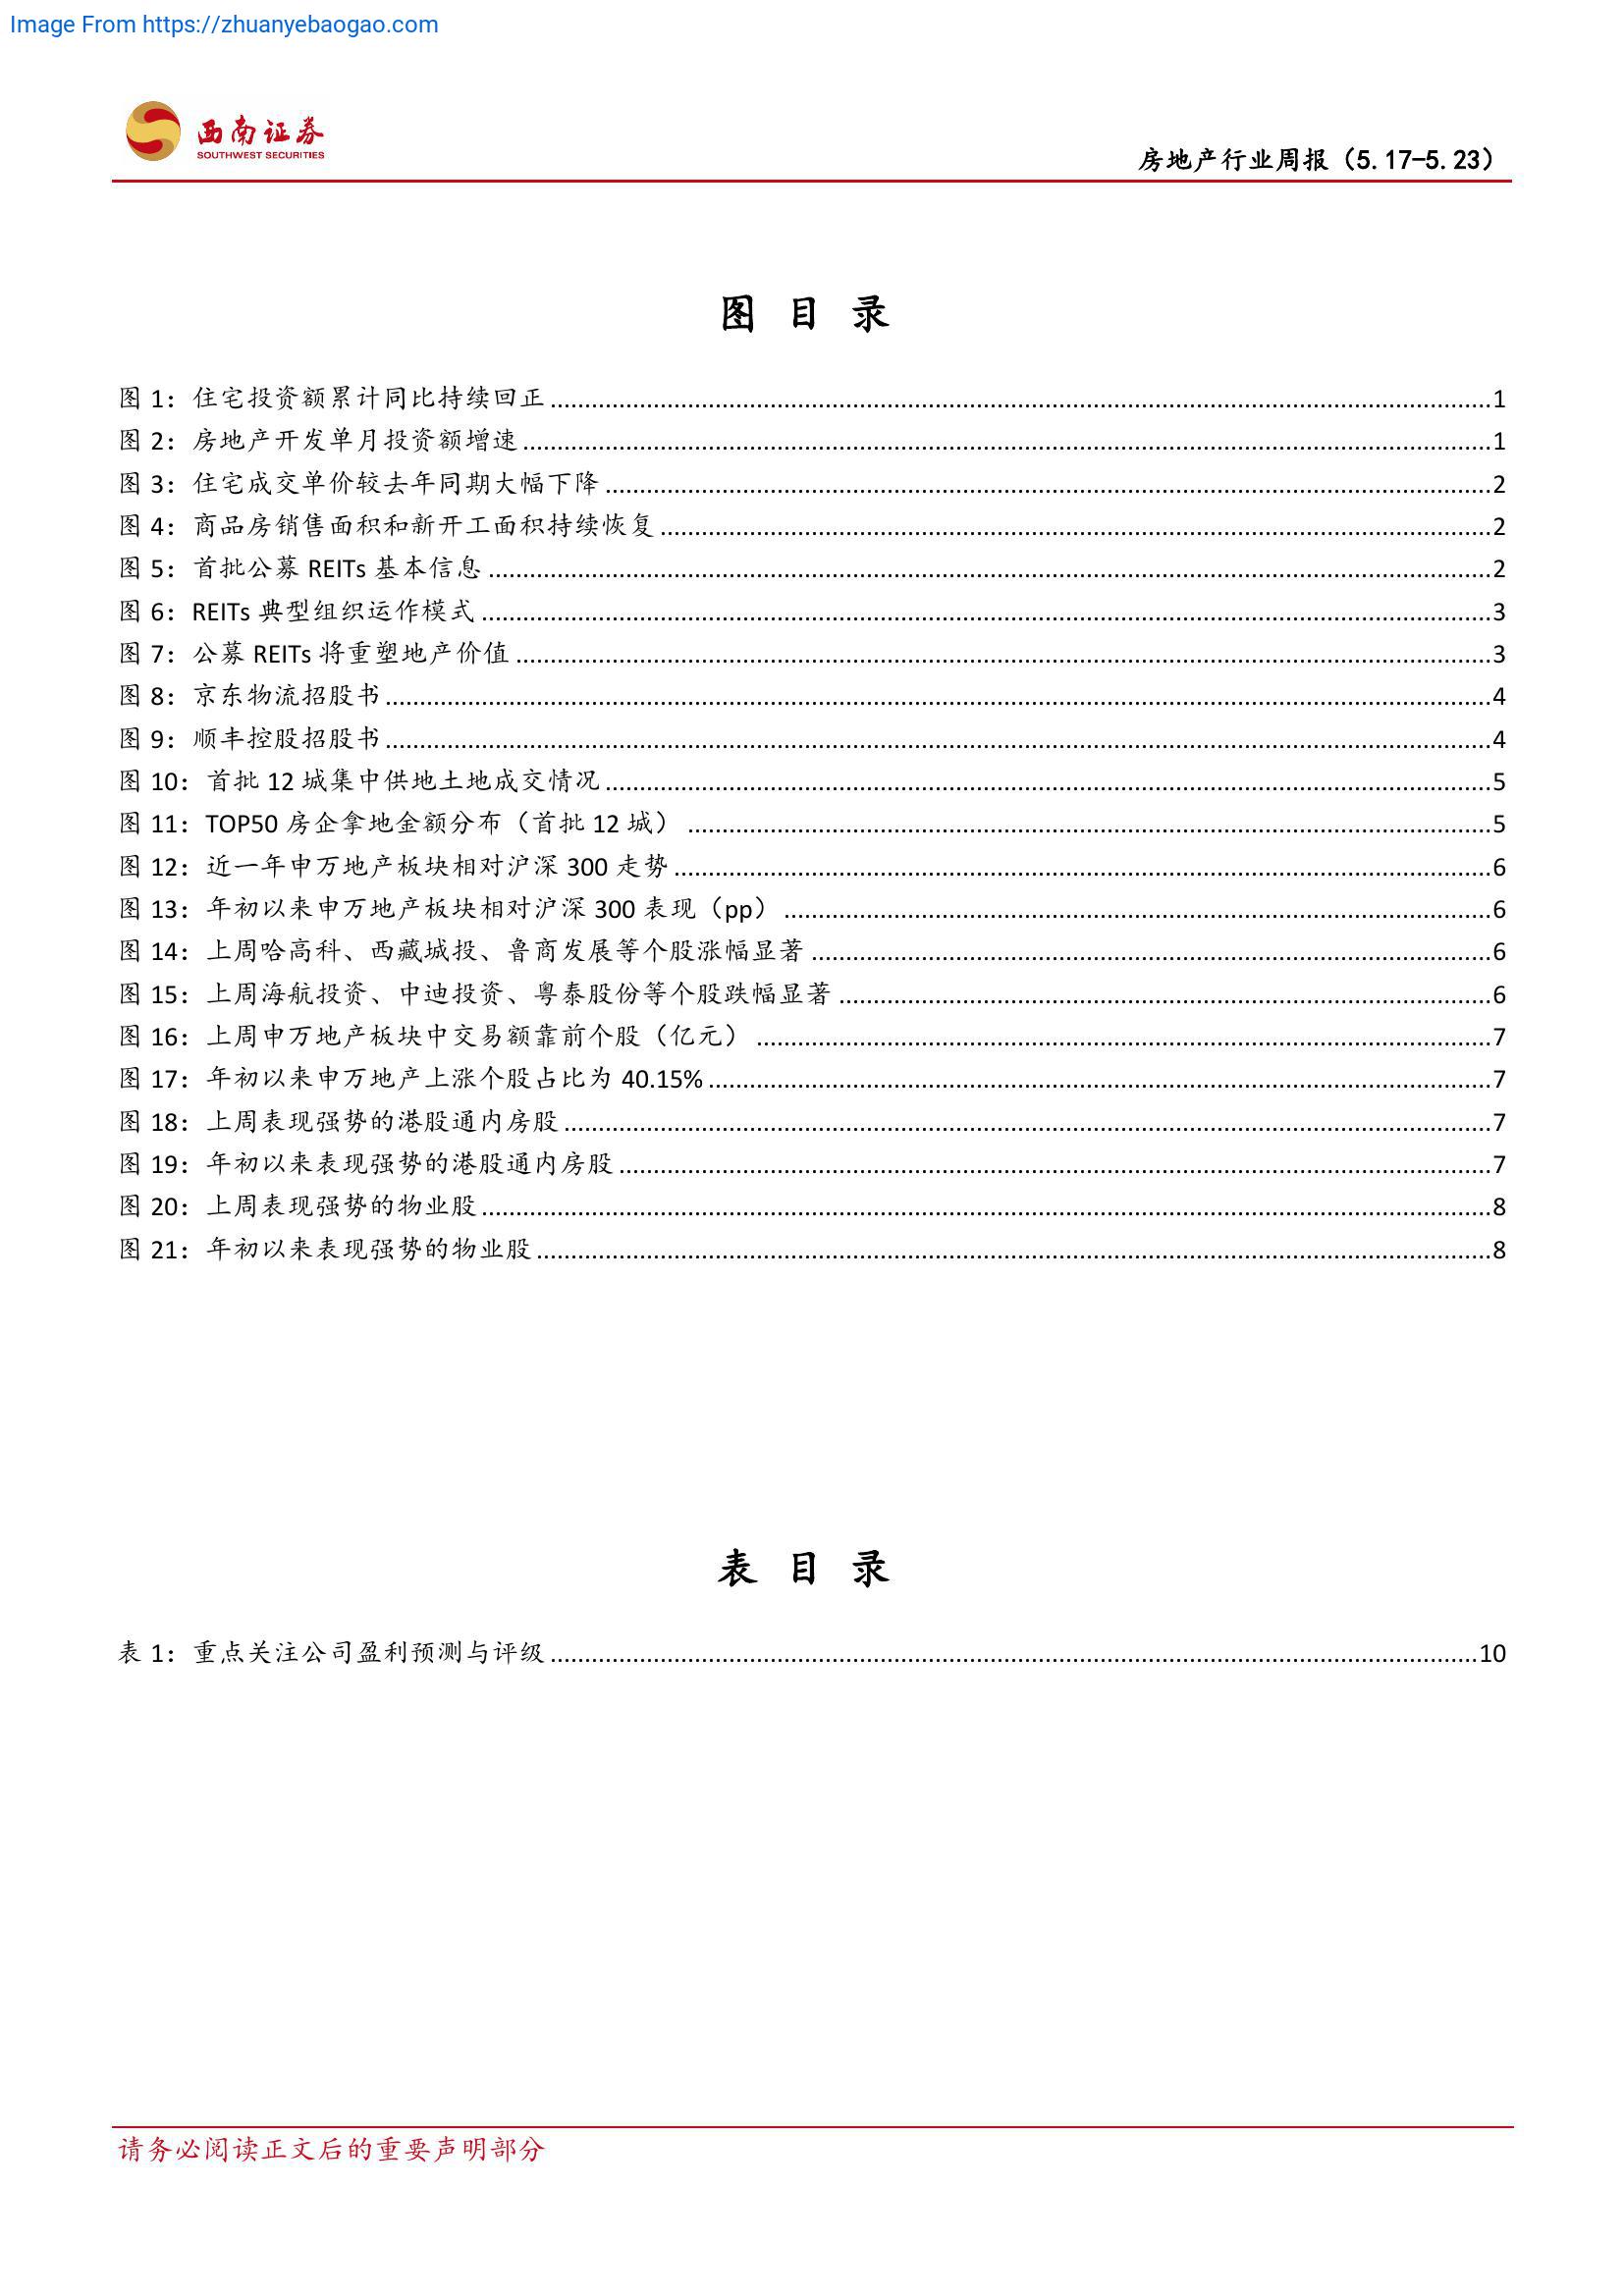 Image From https://zhuanyebaogao.com
西南证券
SOUTHWEST SECURITIES
房地产行业周报（5.17-5.23）
图 目 录
图 1：住宅投资额累计同比持续回正 1
图 2：房地产开发单月投资额增速 1
图 3：住宅成交单价较去年同期大幅下降 2
图 4：商品房销售面积和新开工面积持续恢复 2
图 5：首批公募 REITs 基本信息 2
图 6：REITs 典型组织运作模式 3
图 7：公募 REITs 将重塑地产价值 3
图 8：京东物流招股书 4
图 9：顺丰控股招股书 4
图 10：首批 12 城集中供地土地成交情况 5
图 11：TOP50 房企拿地金额分布（首批 12 城） 5
图 12：近一年申万地产板块相对沪深 300 走势 6
图 13：年初以来申万地产板块相对沪深 300 表现（pp） 6
图 14：上周哈高科、西藏城投、鲁商发展等个股涨幅显著 6
图 15：上周海航投资、中迪投资、粤泰股份等个股跌幅显著 6
图 16：上周申万地产板块中交易额靠前个股（亿元） 7
图 17：年初以来申万地产上涨个股占比为 40.15% 7
图 18：上周表现强势的港股通内房股 7
图 19：年初以来表现强势的港股通内房股 7
图 20：上周表现强势的物业股 8
图 21：年初以来表现强势的物业股 8
表 目 录
表 1：重点关注公司盈利预测与评级 10
请务必阅读正文后的重要声明部分